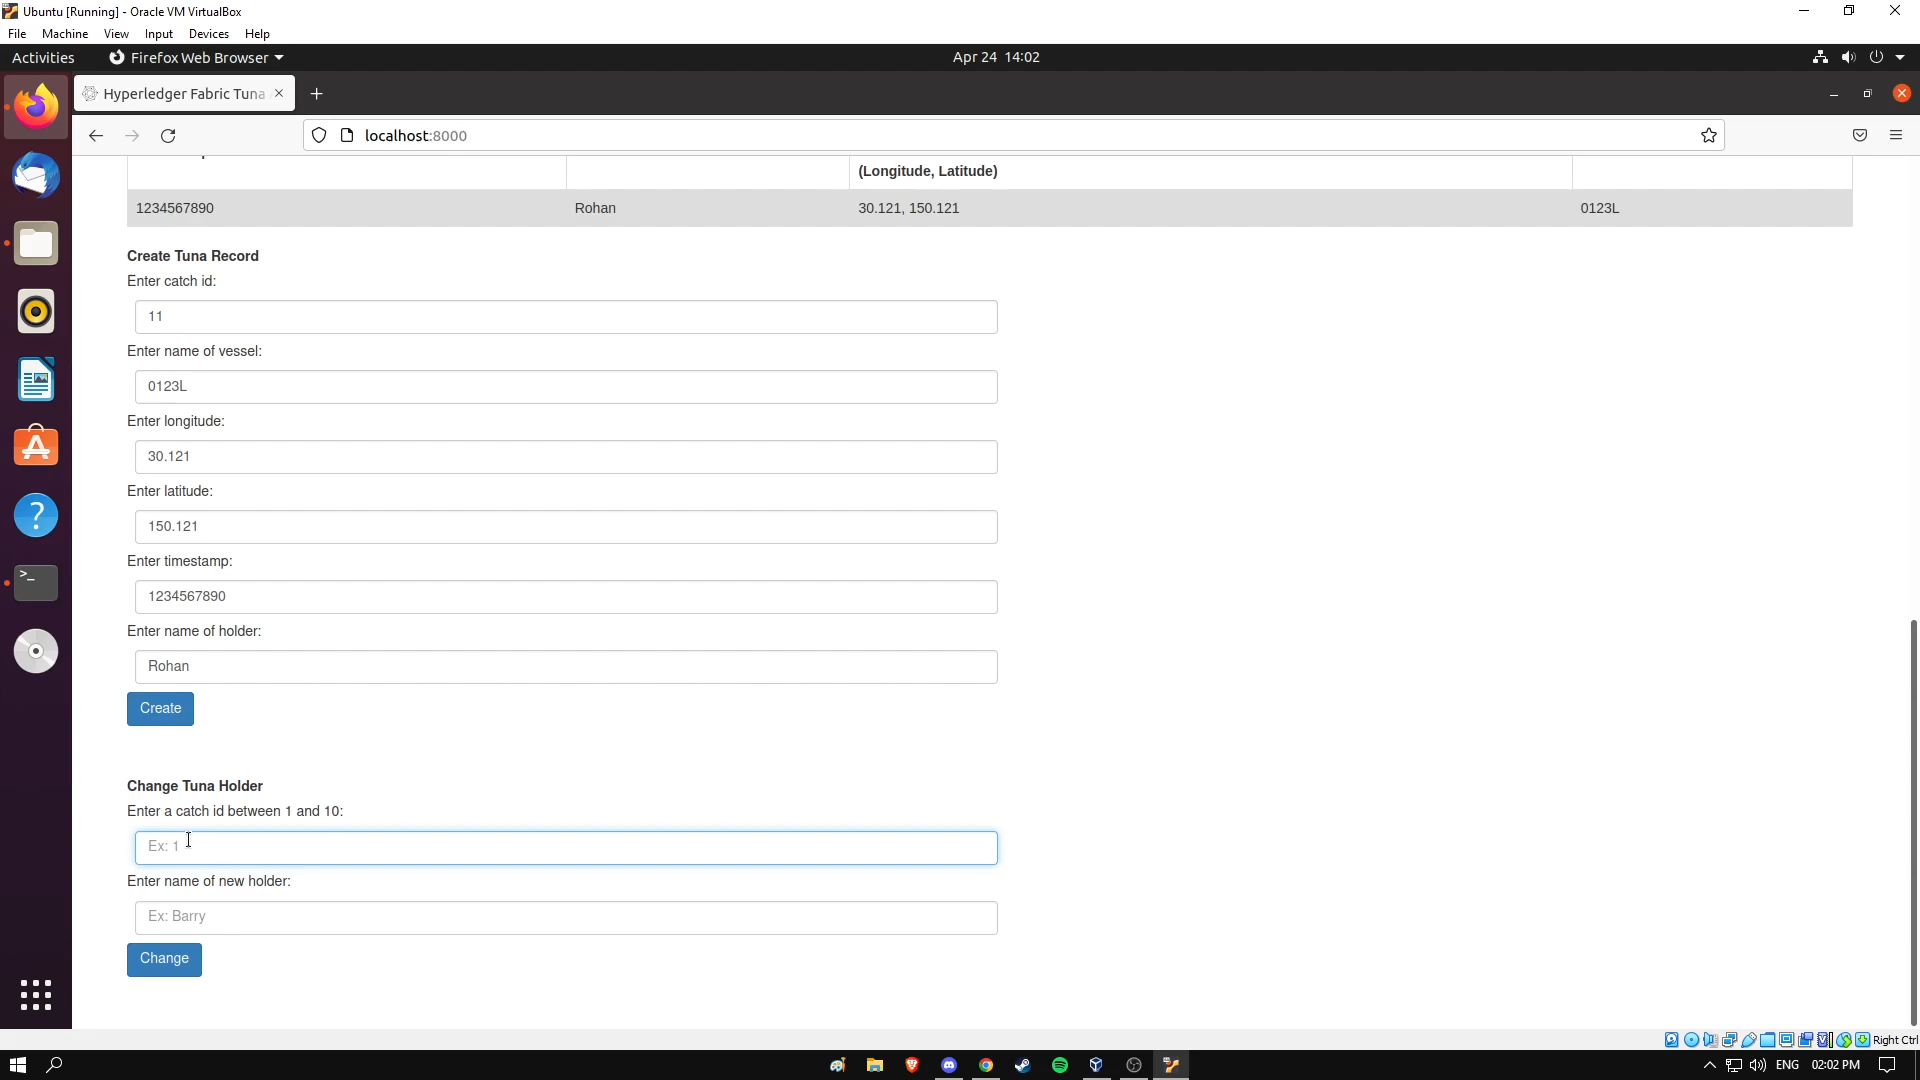 Ubuntu [Running] - Oracle VM VirtualBox
File Machine View Input Devices Help
Activities Firefox Web Browser Apr 24 14:02
Hyperledger Fabric Tuna
localhost:8000
(Longitude, Latitude)
1234567890 Rohan 30.121, 150.121 0123L
Create Tuna Record
Enter catch id:
11
Enter name of vessel:
0123L
Enter longitude:
30.121
Enter latitude:
150.121
Enter timestamp:
1234567890
Enter name of holder:
Rohan
Create
Change Tuna Holder
Enter a catch id between 1 and 10:
Ex: 1
Enter name of new holder:
Ex: Barry
Change
Right Ctrl
ENG 02:02 PM